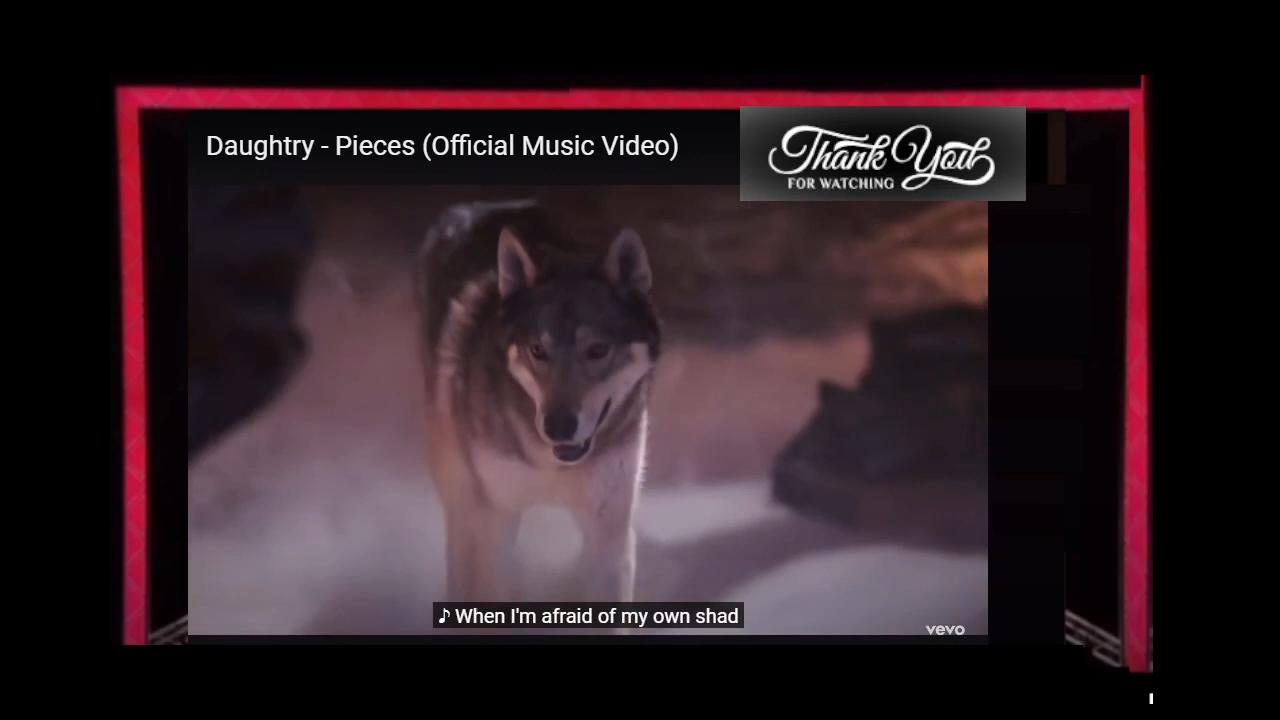 Daughtry - Pieces (Official Music Video)
Thank You
FOR WATCHING
♪ When I'm afraid of my own shad
vevo